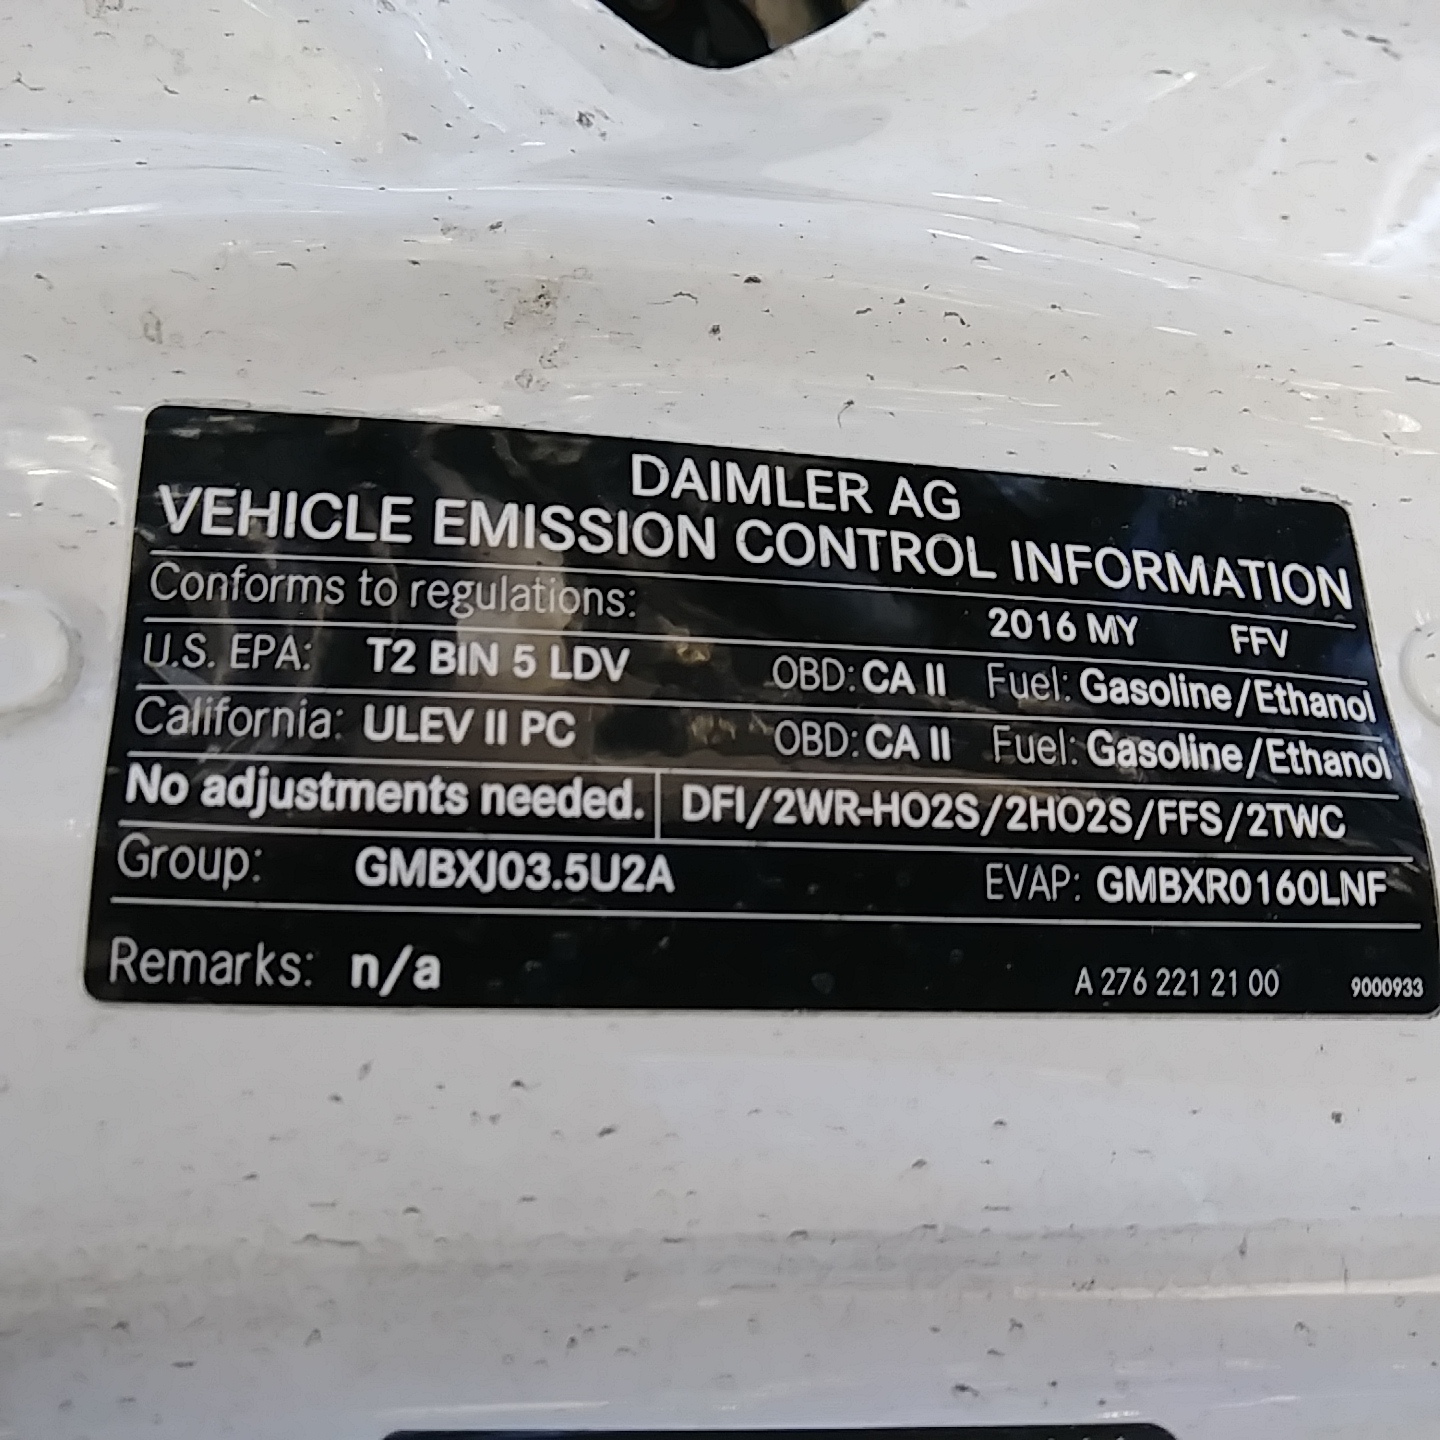 DAIMLER AG
VEHICLE EMISSION CONTROL INFORMATION
Conforms to regulations: 2016 MY FFV
U.S. EPA: T2 BIN 5 LDV OBD: CA II Fuel: Gasoline/Ethanol
California: ULEV II PC OBD: CA II Fuel: Gasoline/Ethanol
No adjustments needed. DFI/2WR-HO2S/2HO2S/FFS/2TWC
Group: GMBXJ03.5U2A EVAP: GMBXR0160LNF
Remarks: n/a A 276 221 21 00 9000933